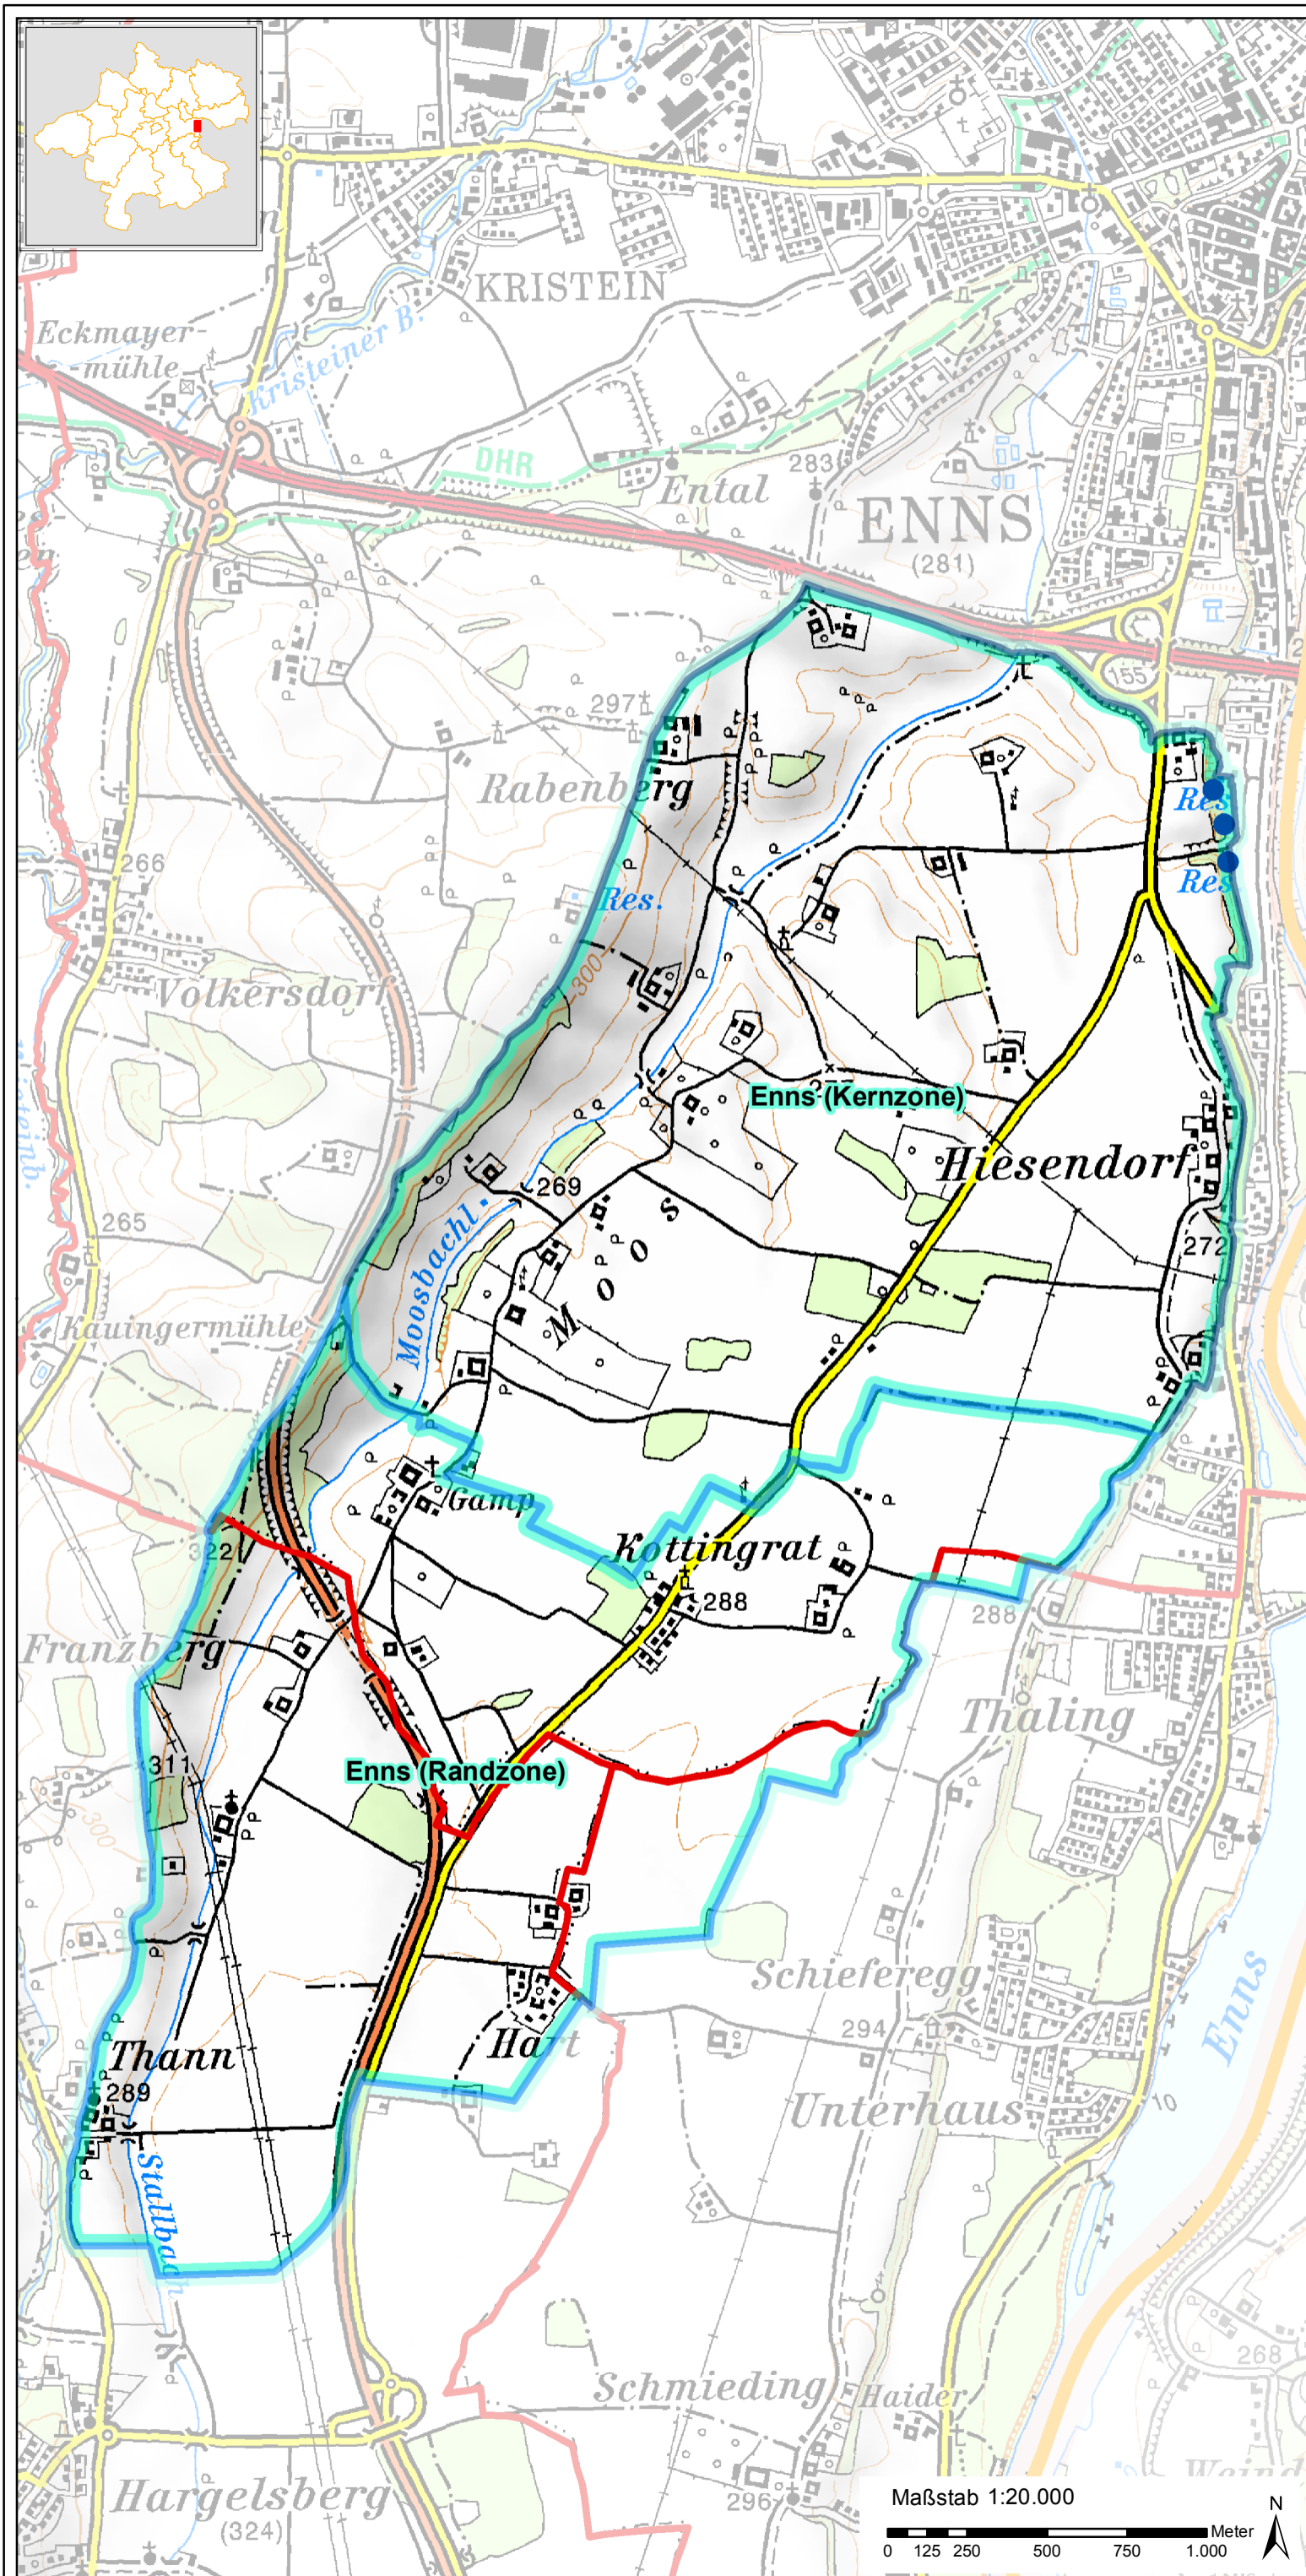 KRISTEIN
Eckmayer-
mühle
Kristeiner B.
DHR
283
Ental
ENNS
(281)
155
297
Rabenberg
Res
Res
266
Res.
300
Volkersdorf
Enns (Kernzone)
Hiesendorf
269
265
Moos
272
Moosbachl
Kauingermühle
Gamp
Kottingrat
322
288
288
Franzberg
Thaling
311
Enns (Randzone)
300
Schieferegg
Enns
294
Hart
Thann
289
10
Unterhaus
Stallbach
Schmieding
Haider
268
Hargelsberg
(324)
296
Maßstab 1:20.000
N
Meter
0 125 250 500 750 1.000